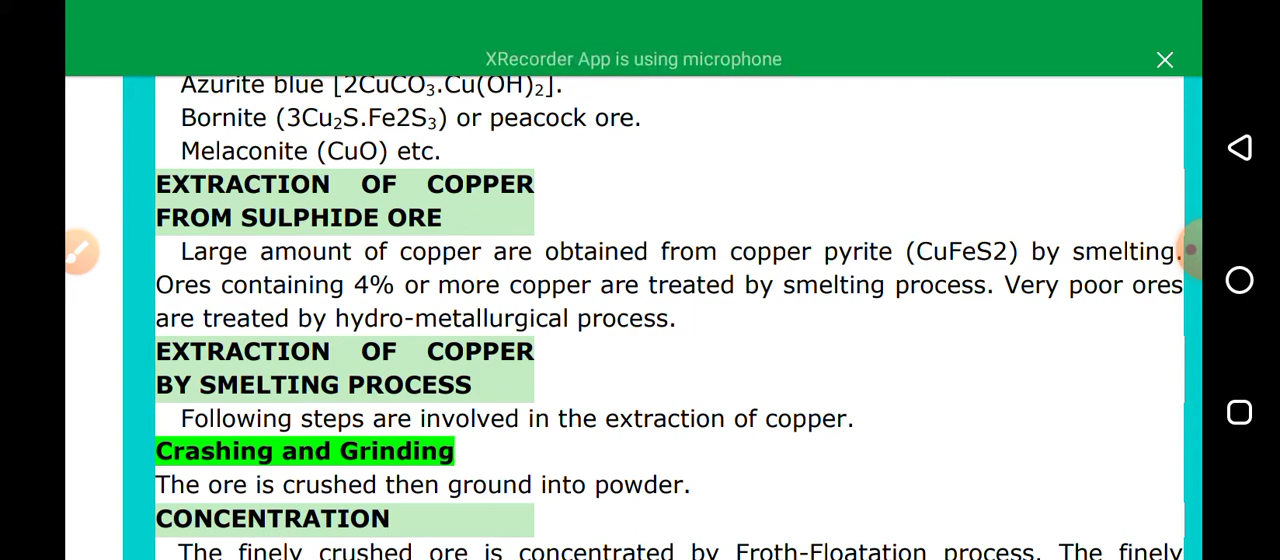 XRecorder App is using microphone
Azurite blue [2CuCO₃.Cu(OH)₂].
Bornite (3Cu₂S.Fe2S₃) or peacock ore.
Melaconite (CuO) etc.
EXTRACTION OF COPPER
FROM SULPHIDE ORE
Large amount of copper are obtained from copper pyrite (CuFeS2) by smelting.
Ores containing 4% or more copper are treated by smelting process. Very poor ores
are treated by hydro-metallurgical process.
EXTRACTION OF COPPER
BY SMELTING PROCESS
Following steps are involved in the extraction of copper.
Crashing and Grinding
The ore is crushed then ground into powder.
CONCENTRATION
The finely crushed ore is concentrated by Froth-Floatation process. The finely